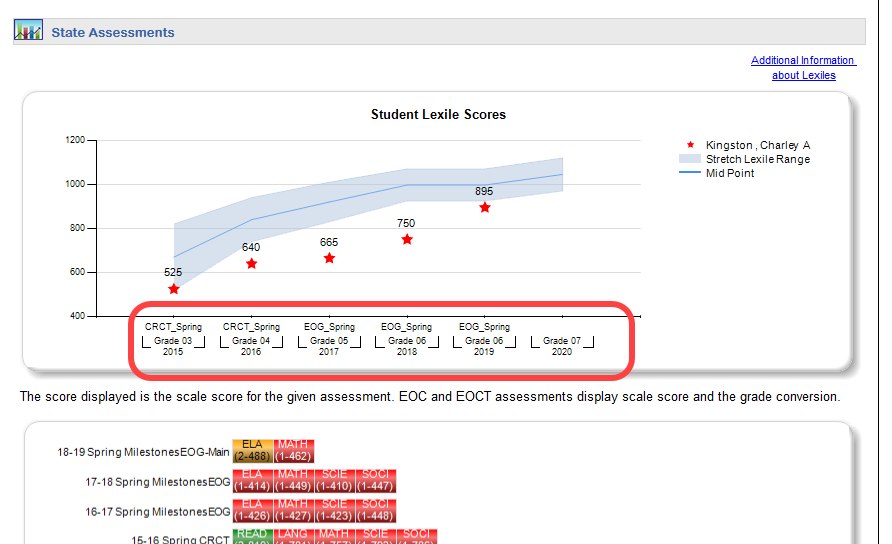 State Assessments
Additional Information
about Lexiles
Student Lexile Scores
1200
1000
800
600
400
525
640
665
750
895
Kingston , Charley A
Stretch Lexile Range
Mid Point
CRCT_Spring CRCT_Spring EOG_Spring EOG_Spring EOG_Spring
Grade 03 Grade 04 Grade 05 Grade 06 Grade 06 Grade 07
2015 2016 2017 2018 2019 2020
The score displayed is the scale score for the given assessment. EOC and EOCT assessments display scale score and the grade conversion.
18-19 Spring MilestonesEOG-Main ELA MATH
(2-488) (1-462)
17-18 Spring MilestonesEOG ELA MATH SCIE SOCI
(1-414) (1-449) (1-410) (1-447)
16-17 Spring MilestonesEOG ELA MATH SCIE SOCI
(1-426) (1-427) (1-423) (1-448)
15-16 Spring CRCT READ LANG MATH SCIE SOCI